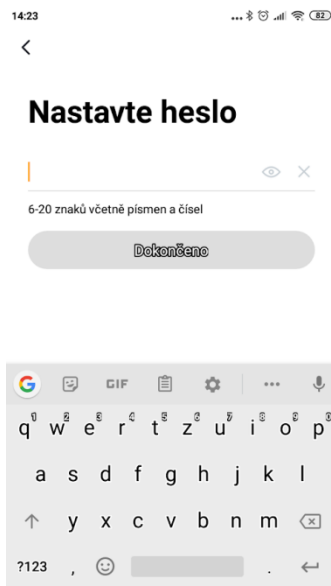 14:23
82
Nastavte heslo
6-20 znaků včetně písmen a čísel
Dokončeno
G GIF
1 2 3 4 5 6 7 8 9 0
q w e r t z u i o p
a s d f g h j k l
y x c v b n m
?123 , .